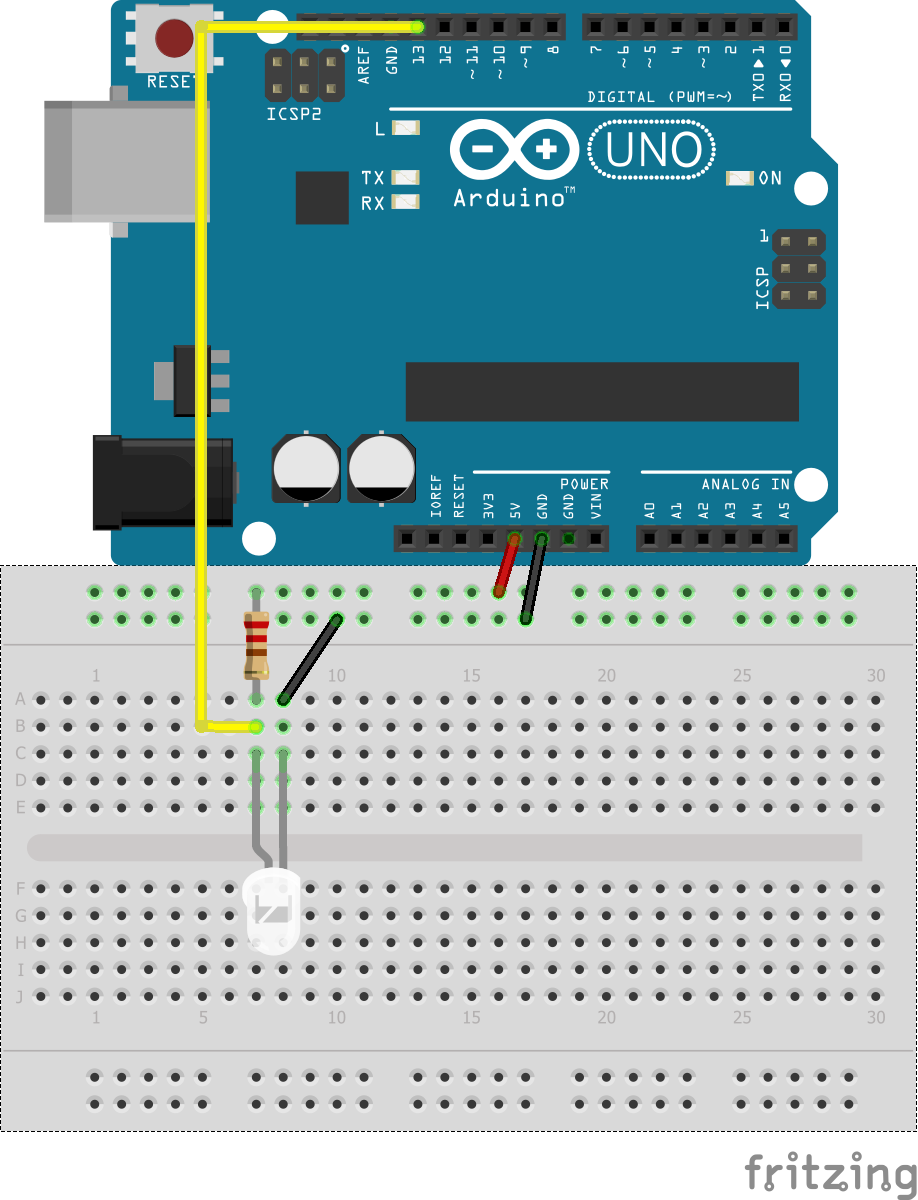 RESET
ICSP2
AREF
GND
13
12
~11
~10
~9
8
7
~6
~5
4
~3
2
TX0▶1
RX0◀0
DIGITAL (PWM=~)
L
TX
RX
UNO
Arduino™
ON
1
ICSP
IOREF
RESET
3V3
5V
GND
GND
VIN
POWER
ANALOG IN
A0
A1
A2
A3
A4
A5
1 10 15 20 25 30
A
B
C
D
E
F
G
H
I
J
1 5 10 15 20 25 30
fritzing